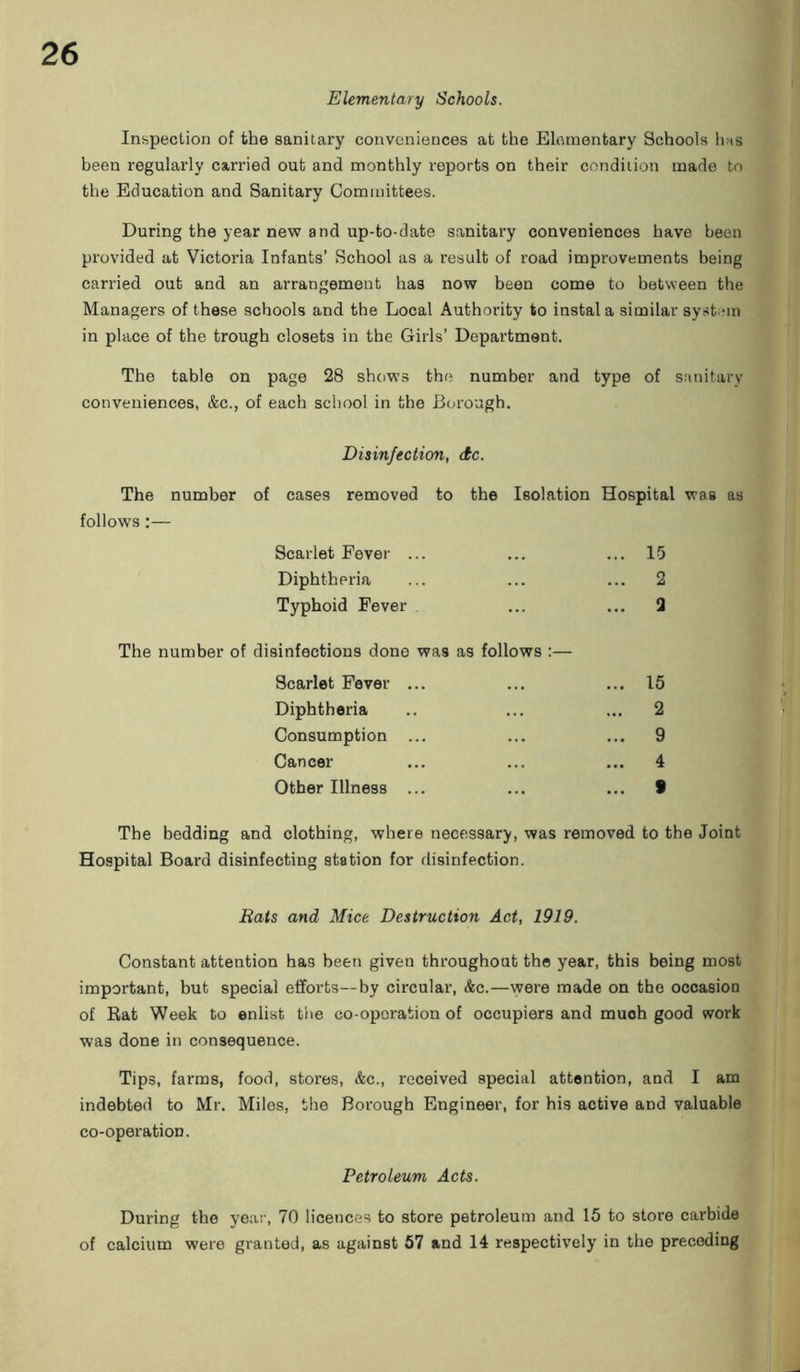 26
Elementary Schools.
Inspection of the sanitary conveniences at the Elementary Schools has
been regularly carried out and monthly reports on their condition made to
the Education and Sanitary Committees.
During the year new and up-to-date sanitary conveniences have been
provided at Victoria Infants' School as a result of road improvements being
carried out and an arrangement has now been come to between the
Managers of these schools and the Local Authority to instal a similar system
in place of the trough closets in the Girls' Department.
The table on page 28 shows the number and type of sanitary
conveniences, &c., of each school in the Borough.
Disinfection, &c.
The number of cases removed to the Isolation Hospital was as
follows :—
Scarlet Fever ... ... ... 15
Diphtheria ... ... ... 2
Typhoid Fever ... ... 2
The number of disinfections done was as follows :—
Scarlet Fever ... ... ... 15
Diphtheria .. ... ... 2
Consumption ... ... ... 9
Cancer ... ... ... 4
Other Illness ... ... ...
The bedding and clothing, where necessary, was removed to the Joint
Hospital Board disinfecting station for disinfection.
Rats and Mice Destruction Act, 1919.
Constant attention has been given throughout the year, this being most
important, but special efforts--by circular, &c.—were made on the occasion
of Rat Week to enlist the co-operation of occupiers and much good work
was done in consequence.
Tips, farms, food, stores, &c., received special attention, and I am
indebted to Mr. Miles, the Borough Engineer, for his active and valuable
co-operation.
Petroleum Acts.
During the year, 70 licences to store petroleum and 15 to store carbide
of calcium were granted, as against 57 and 14 respectively in the preceding